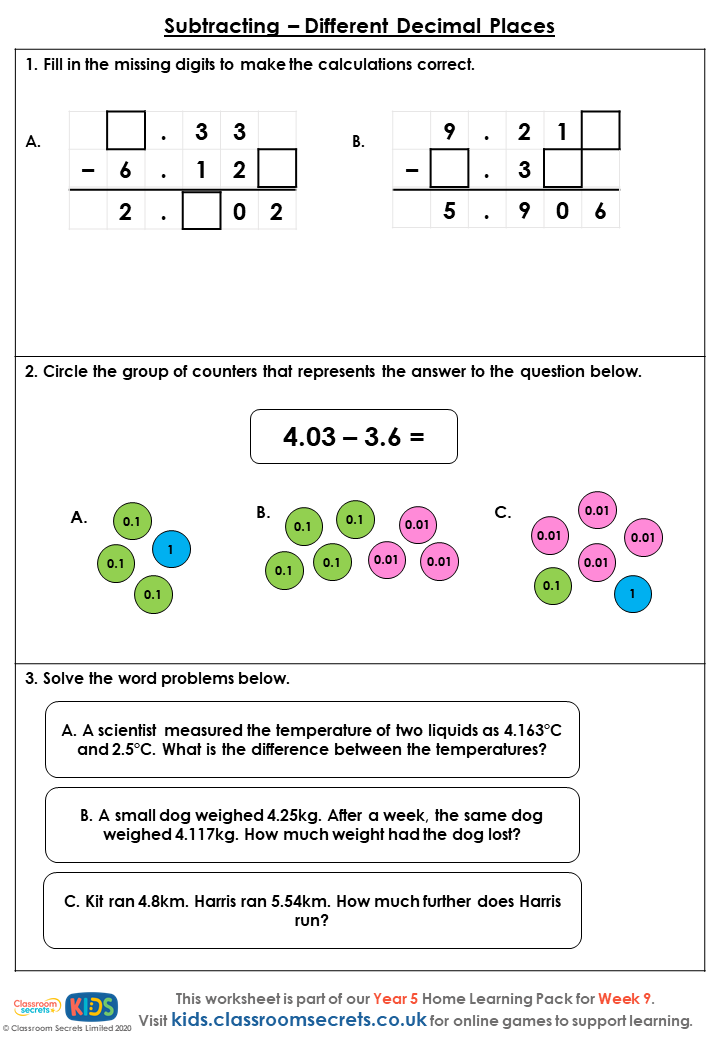 Subtracting – Different Decimal Places
1. Fill in the missing digits to make the calculations correct.
A.
. 3 3
– 6 . 1 2
2 . 0 2
B.
9 . 2 1
– . 3
5 . 9 0 6
2. Circle the group of counters that represents the answer to the question below.
4.03 – 3.6 =
A.
0.1
1
0.1
0.1
B.
0.1
0.1
0.01
0.1
0.1
0.01
0.01
C.
0.01
0.01
0.01
0.01
0.1
1
3. Solve the word problems below.
A. A scientist measured the temperature of two liquids as 4.163°C
and 2.5°C. What is the difference between the temperatures?
B. A small dog weighed 4.25kg. After a week, the same dog
weighed 4.117kg. How much weight had the dog lost?
C. Kit ran 4.8km. Harris ran 5.54km. How much further does Harris
run?
Classroom
secrets
KIDS
© Classroom Secrets Limited 2020
This worksheet is part of our Year 5 Home Learning Pack for Week 9.
Visit kids.classroomsecrets.co.uk for online games to support learning.